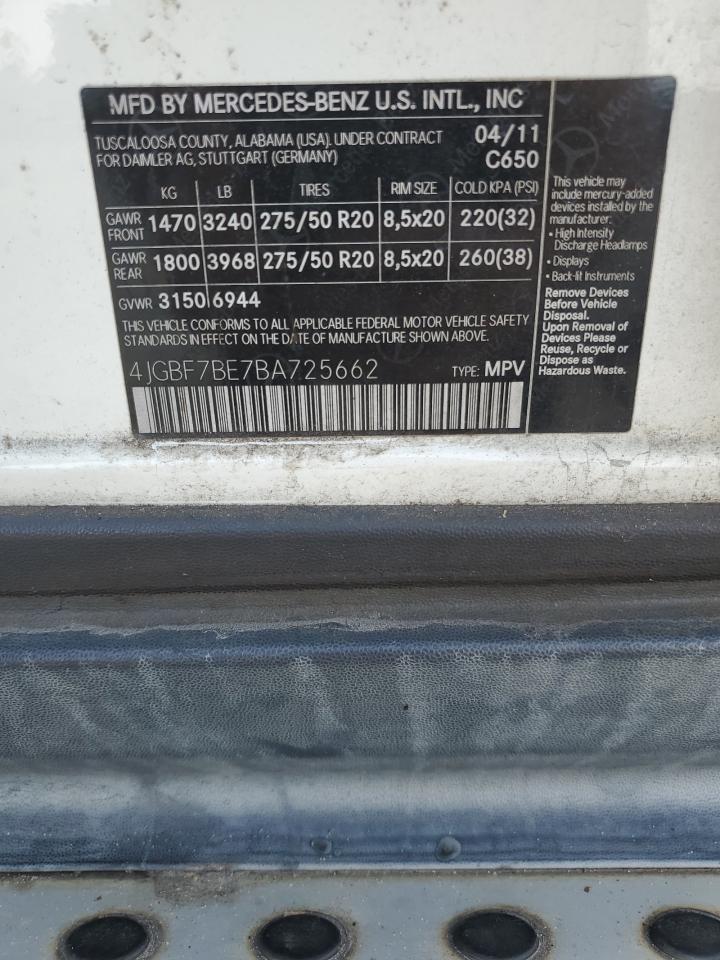 MFD BY MERCEDES-BENZ U.S. INTL., INC
TUSCALOOSA COUNTY, ALABAMA (USA). UNDER CONTRACT 04/11
FOR DAIMLER AG, STUTTGART (GERMANY) C650
KG LB TIRES RIM SIZE COLD KPA (PSI)
GAWR FRONT 1470 3240 275/50 R20 8,5x20 220(32)
GAWR REAR 1800 3968 275/50 R20 8,5x20 260(38)
GVWR 3150 6944
THIS VEHICLE CONFORMS TO ALL APPLICABLE FEDERAL MOTOR VEHICLE SAFETY
STANDARDS IN EFFECT ON THE DATE OF MANUFACTURE SHOWN ABOVE.
4JGBF7BE7BA725662 TYPE: MPV
This vehicle may
include mercury-added
devices installed by the
manufacturer:
• High Intensity
Discharge Headlamps
• Displays
• Back-lit Instruments
Remove Devices
Before Vehicle
Disposal.
Upon Removal of
Devices Please
Reuse, Recycle or
Dispose as
Hazardous Waste.